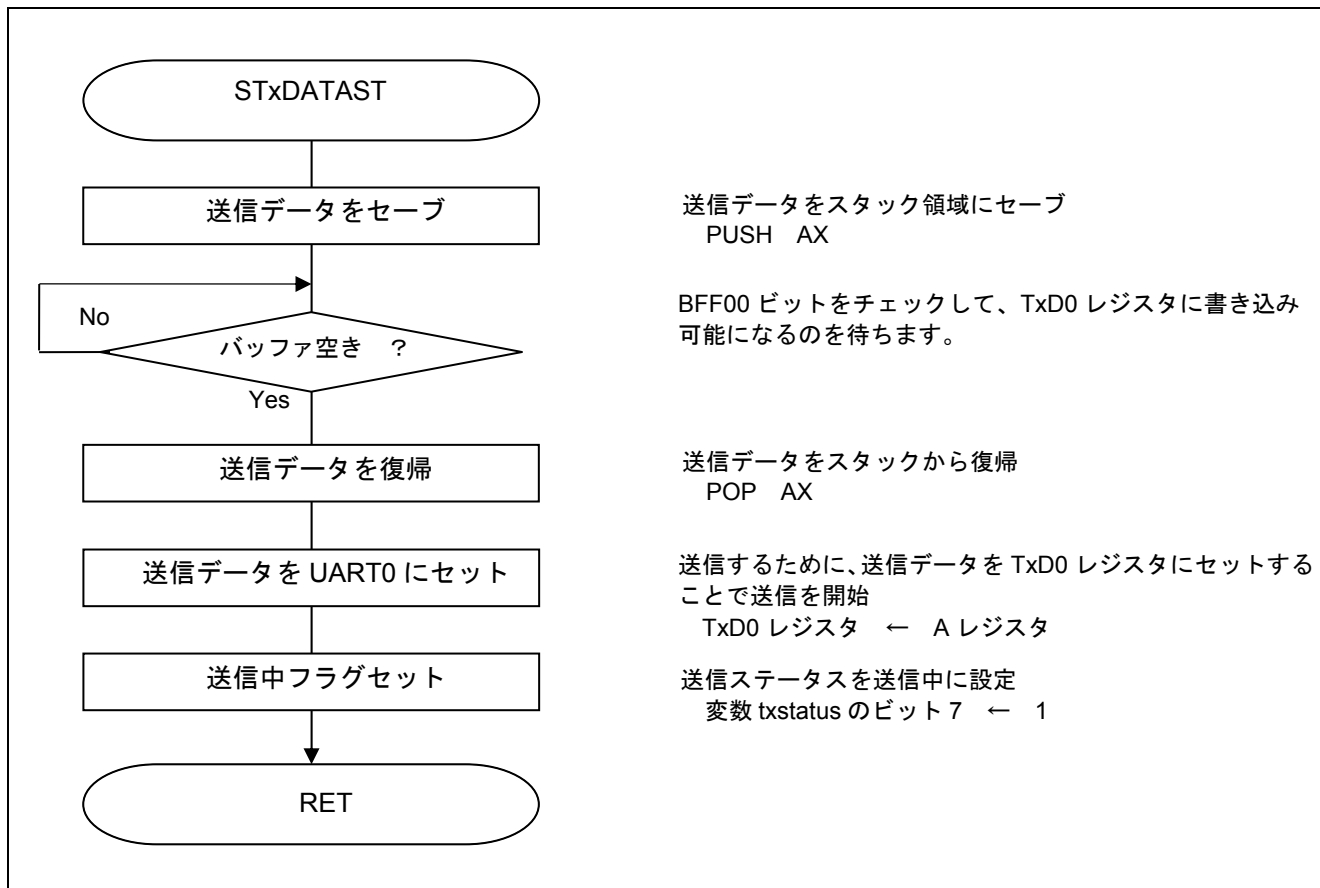 STxDATAST
送信データをセーブ
送信データをスタック領域にセーブ
PUSH AX
No
バッファ空き ?
BFF00 ビットをチェックして、TxD0 レジスタに書き込み
可能になるのを待ちます。
Yes
送信データを復帰
送信データをスタックから復帰
POP AX
送信データを UART0 にセット
送信するために、送信データを TxD0 レジスタにセットする
ことで送信を開始
TxD0 レジスタ ← A レジスタ
送信中フラグセット
送信ステータスを送信中に設定
変数 txstatus のビット 7 ← 1
RET